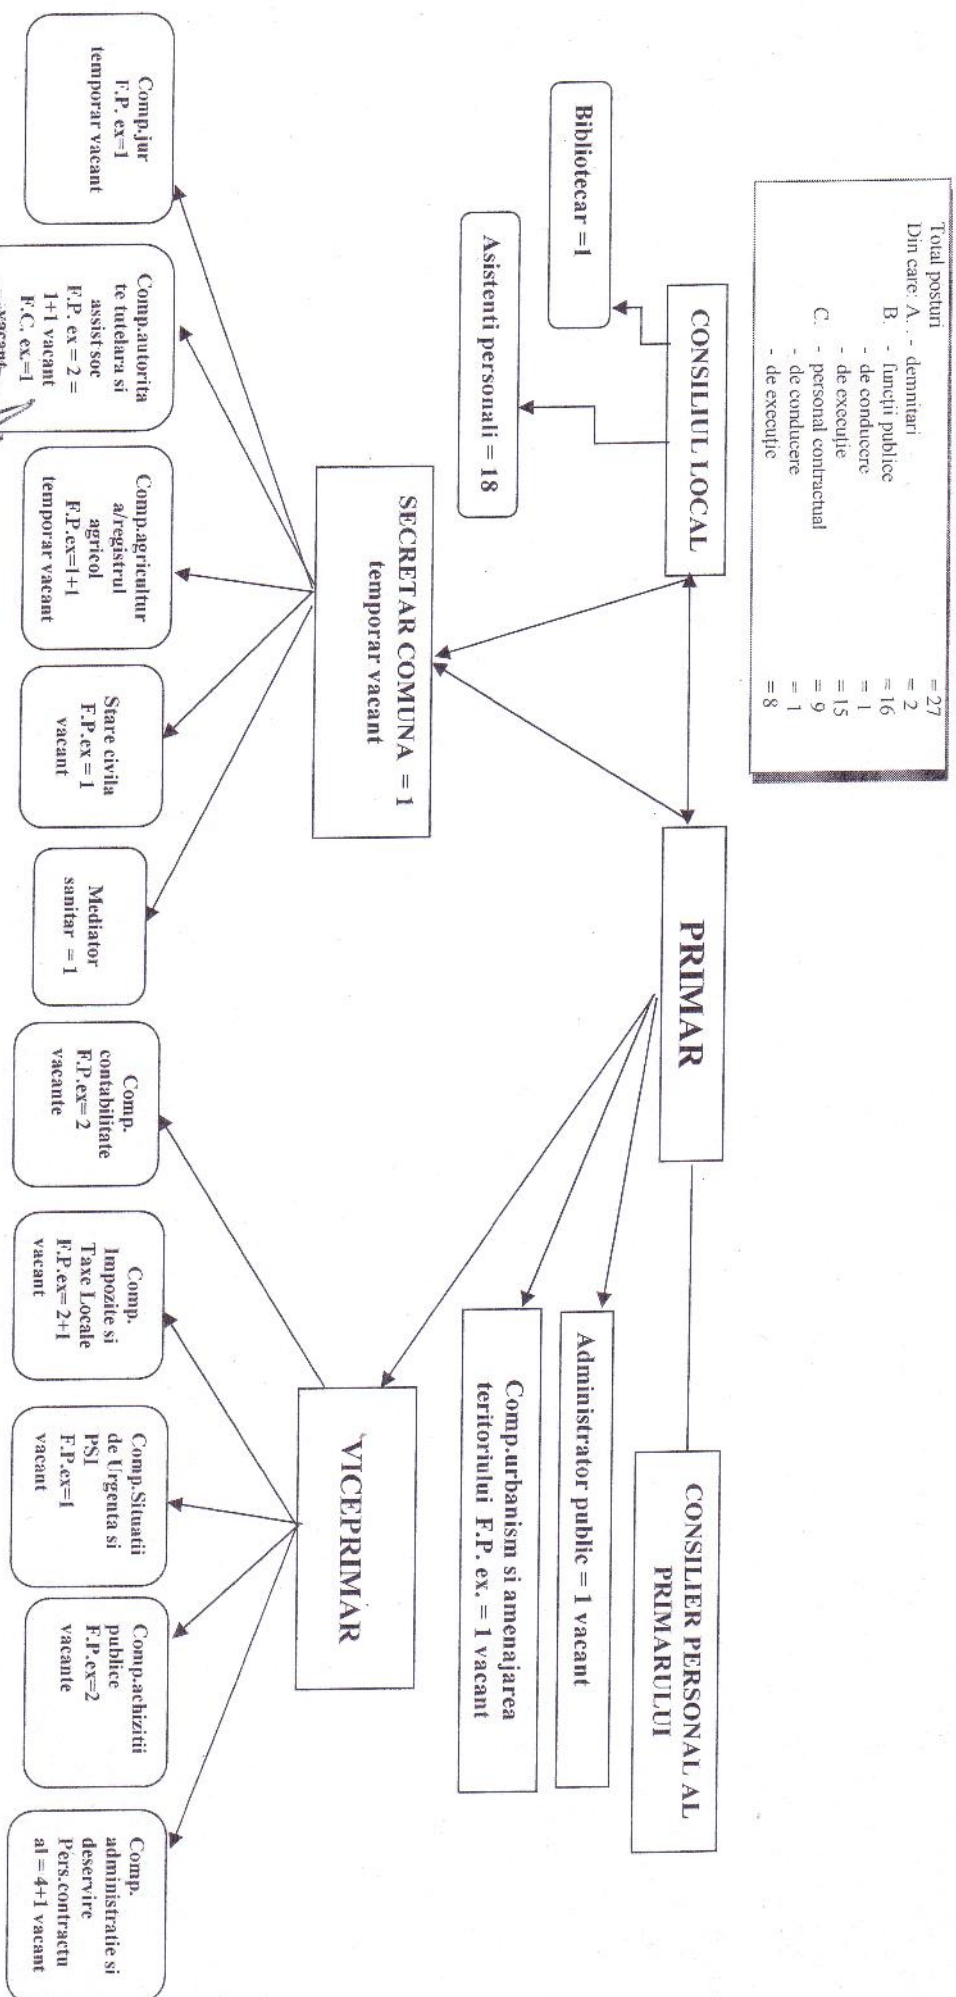 Total posturi = 27
Din care: A. - demnitari = 2
B. - funcții publice = 16
- de conducere = 1
- de execuție = 15
C. - personal contractual = 9
- de conducere = 1
- de execuție = 8
CONSILIUL LOCAL
PRIMAR
CONSILIER PERSONAL AL
PRIMARULUI
Bibliotecar =1
Asistenti personali = 18
Administrator public = 1 vacant
Comp.urbanism si amenajarea
teritoriului F.P. ex. = 1 vacant
SECRETAR COMUNA =1
temporar vacant
VICEPRIMAR
Comp.jur
F.P. ex=1
temporar vacant
Comp.autorita
te tutelara si
assist soc
F.P. ex = 2 =
1+1 vacant
F.C. ex.=1
vacant
Comp.agricultur
a/registrul
agricol
F.P.ex=1+1
temporar vacant
Stare civila
F.P.ex = 1
vacant
Mediator
sanitar = 1
Comp.
contabilitate
F.P.ex= 2
vacante
Comp.
Impozite si
Taxe Locale
F.P.ex= 2+1
vacant
Comp.Situatii
de Urgenta si
PSI
F.P.ex=1
vacant
Comp.achizitii
publice
F.P.ex=2
vacante
Comp.
administratie si
deservire
Pers.contractu
al = 4+1 vacant